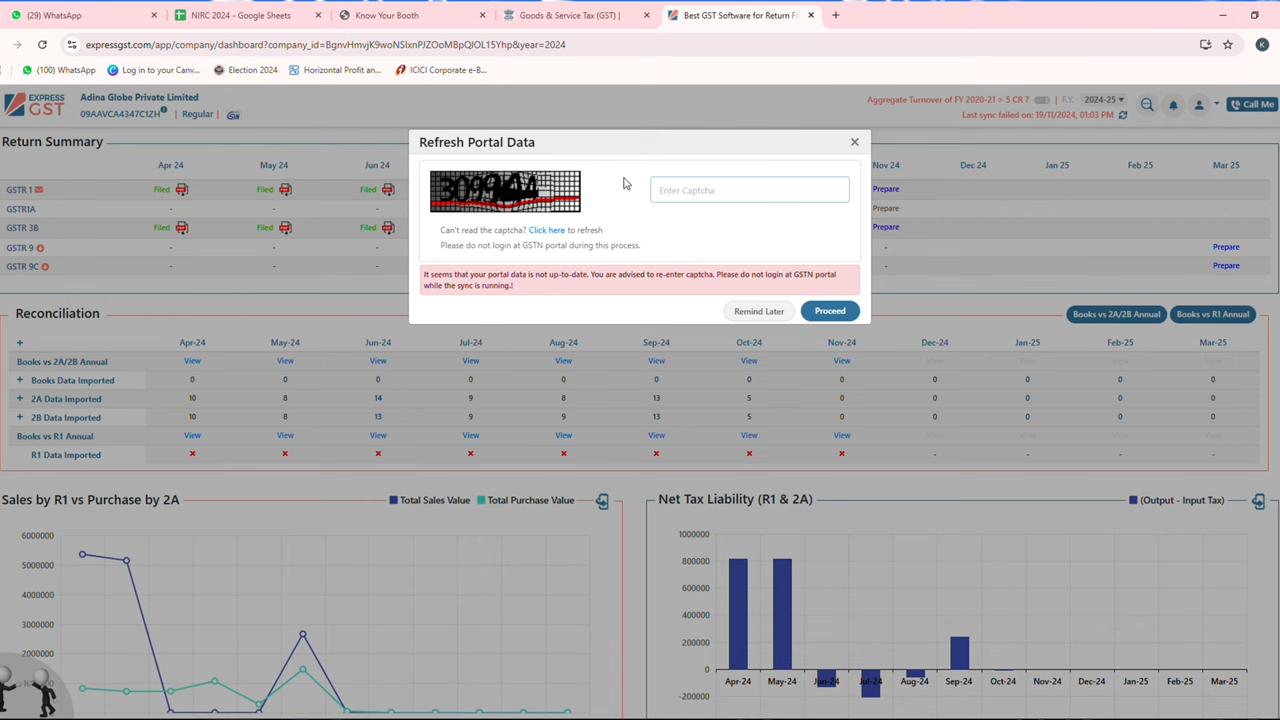 (29) WhatsApp × NIRC 2024 - Google Sheets × Know Your Booth × Goods & Service Tax (GST) | × Best GST Software for Return Fi × +
expressgst.com/app/company/dashboard?company_id=BgnvHmvjK9woNSlxnPJZOoMBpQJOL15Yhp&year=2024 K
(100) WhatsApp Log in to your Canv... Election 2024 Horizontal Profit an... ICICI Corporate e-B...
EXPRESS GST
Adina Globe Private Limited
09AAVCA4347C1ZH | Regular
Aggregate Turnover of FY 2020-21 > 5 CR ? F.Y. 2024-25
Last sync failed on: 19/11/2024, 01:03 PM
Call Me
Return Summary
Apr 24 May 24 Jun 24 Nov 24 Dec 24 Jan 25 Feb 25 Mar 25
GSTR 1 Filed Filed Filed Prepare
GSTR1A - - - Prepare
GSTR 3B Filed Filed Filed Prepare
GSTR 9 - - - - Prepare
GSTR 9C - - - - Prepare
Refresh Portal Data ×
Enter Captcha
Can't read the captcha? Click here to refresh
Please do not login at GSTN portal during this process.
It seems that your portal data is not up-to-date. You are advised to re-enter captcha. Please do not login at GSTN portal
while the sync is running.!
Remind Later Proceed
Reconciliation
Books vs 2A/2B Annual Books vs R1 Annual
+ Apr-24 May-24 Jun-24 Jul-24 Aug-24 Sep-24 Oct-24 Nov-24 Dec-24 Jan-25 Feb-25 Mar-25
Books vs 2A/2B Annual View View View View View View View View View View View View
+ Books Data Imported 0 0 0 0 0 0 0 0 0 0 0 0
+ 2A Data Imported 10 8 14 9 8 13 5 0 0 0 0 0
+ 2B Data Imported 10 8 13 9 9 13 5 0 0 0 0 0
Books vs R1 Annual View View View View View View View View View View View View
R1 Data Imported × × × × × × × × - - - -
Sales by R1 vs Purchase by 2A
Total Sales Value Total Purchase Value
6000000
5000000
4000000
3000000
2000000
Net Tax Liability (R1 & 2A)
(Output - Input Tax)
1000000
800000
600000
400000
200000
0
Apr-24 May-24 Jun-24 Jul-24 Aug-24 Sep-24 Oct-24 Nov-24 Dec-24 Jan-25 Feb-25 Mar-25
-200000